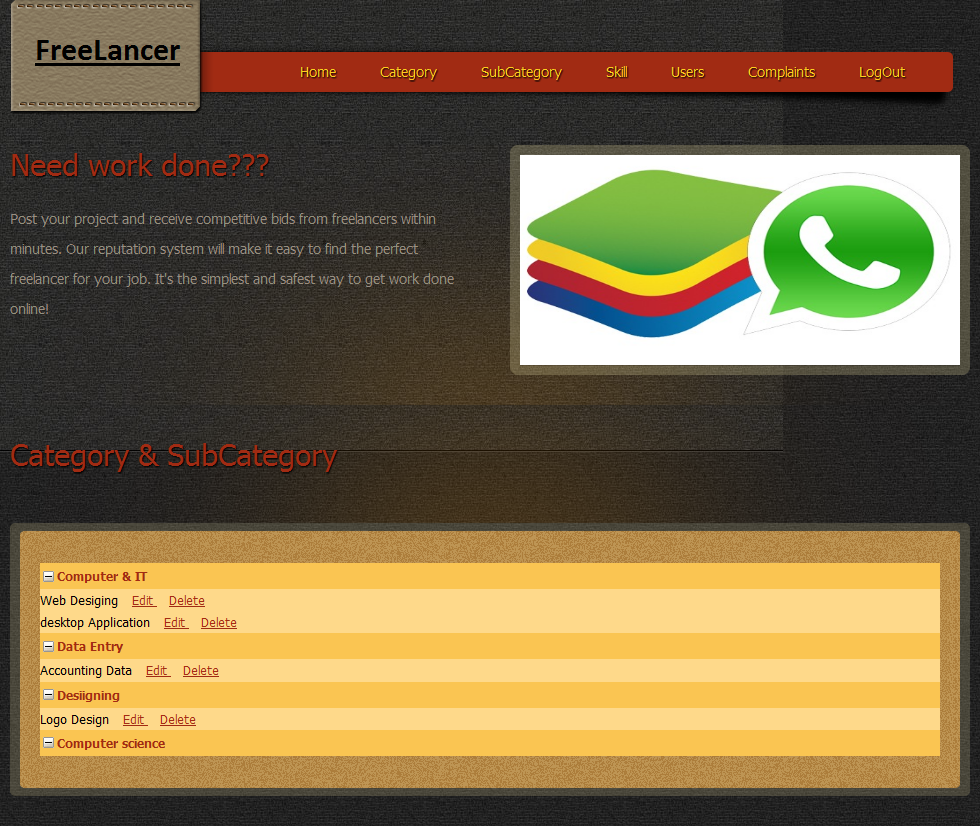 FreeLancer
Home Category SubCategory Skill Users Complaints LogOut
Need work done???
Post your project and receive competitive bids from freelancers within
minutes. Our reputation system will make it easy to find the perfect
freelancer for your job. It's the simplest and safest way to get work done
online!
Category & SubCategory
Computer & IT
Web Desiging Edit Delete
desktop Application Edit Delete
Data Entry
Accounting Data Edit Delete
Desiigning
Logo Design Edit Delete
Computer science